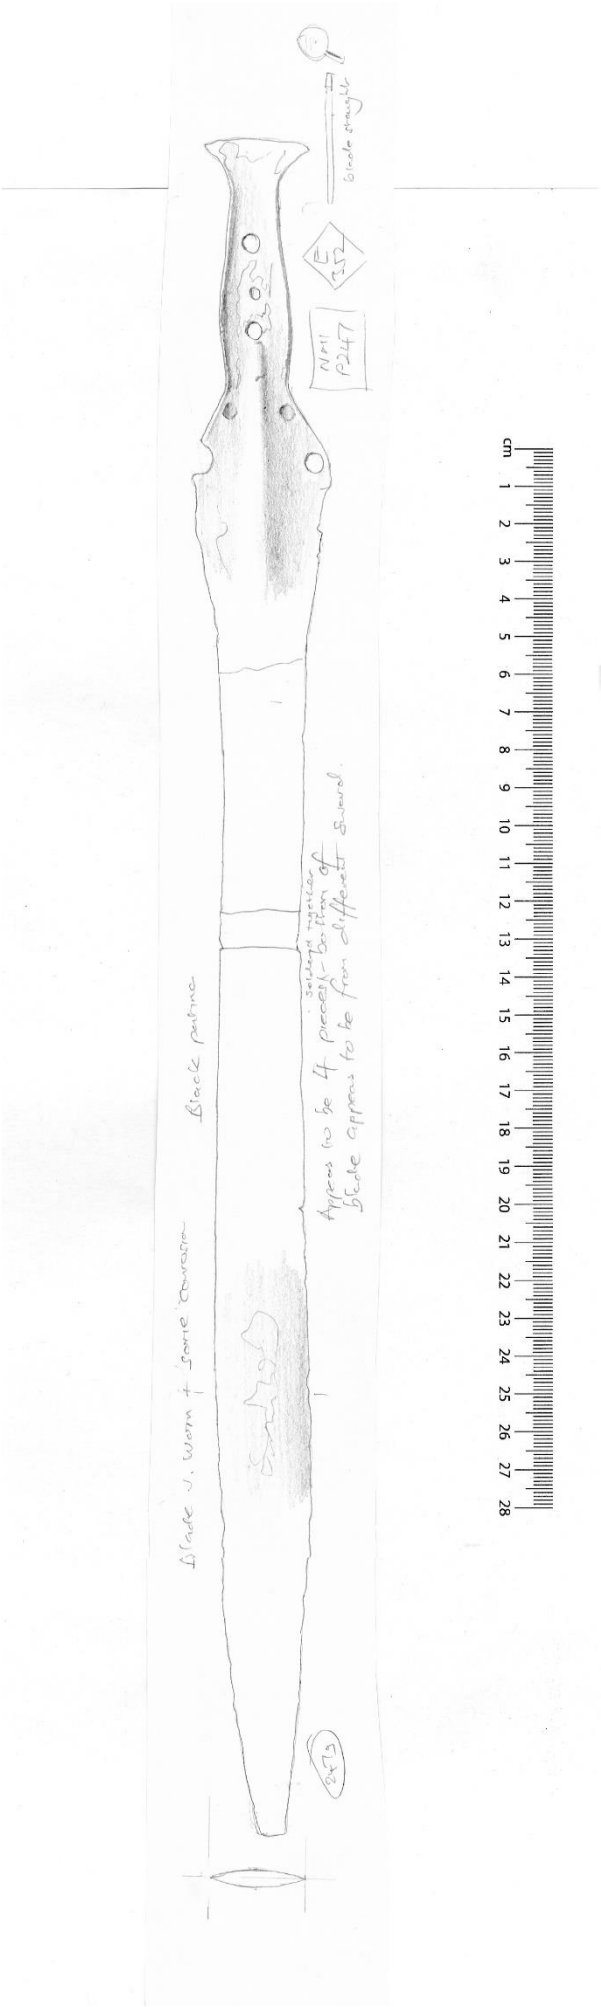 blade straight
E
352
NMI
P247
cm
1
2
3
4
5
6
7
8
9
10
11
12
13
14
15
16
17
18
19
20
21
22
23
24
25
26
27
28
soldered together
Appears to be 4 pieces - bottom of
blade appears to be from different sword.
Black patina
Blade v. worn + some corrosion